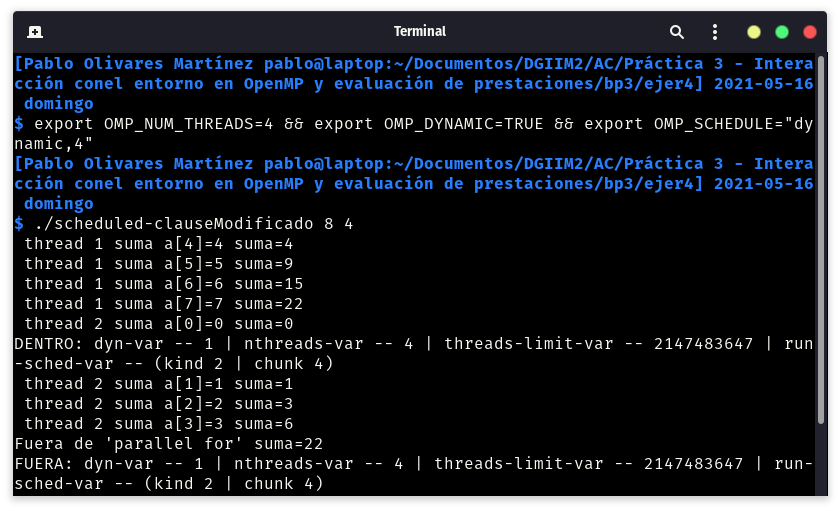 Terminal
[Pablo Olivares Martínez pablo@laptop:~/Documentos/DGIIM2/AC/Práctica 3 - Intera
cción conel entorno en OpenMP y evaluación de prestaciones/bp3/ejer4] 2021-05-16
domingo
$ export OMP_NUM_THREADS=4 && export OMP_DYNAMIC=TRUE && export OMP_SCHEDULE="dy
namic,4"
[Pablo Olivares Martínez pablo@laptop:~/Documentos/DGIIM2/AC/Práctica 3 - Intera
cción conel entorno en OpenMP y evaluación de prestaciones/bp3/ejer4] 2021-05-16
domingo
$ ./scheduled-clauseModificado 8 4
thread 1 suma a[4]=4 suma=4
thread 1 suma a[5]=5 suma=9
thread 1 suma a[6]=6 suma=15
thread 1 suma a[7]=7 suma=22
thread 2 suma a[0]=0 suma=0
DENTRO: dyn-var -- 1 | nthreads-var -- 4 | threads-limit-var -- 2147483647 | run
-sched-var -- (kind 2 | chunk 4)
thread 2 suma a[1]=1 suma=1
thread 2 suma a[2]=2 suma=3
thread 2 suma a[3]=3 suma=6
Fuera de 'parallel for' suma=22
FUERA: dyn-var -- 1 | nthreads-var -- 4 | threads-limit-var -- 2147483647 | run-
sched-var -- (kind 2 | chunk 4)